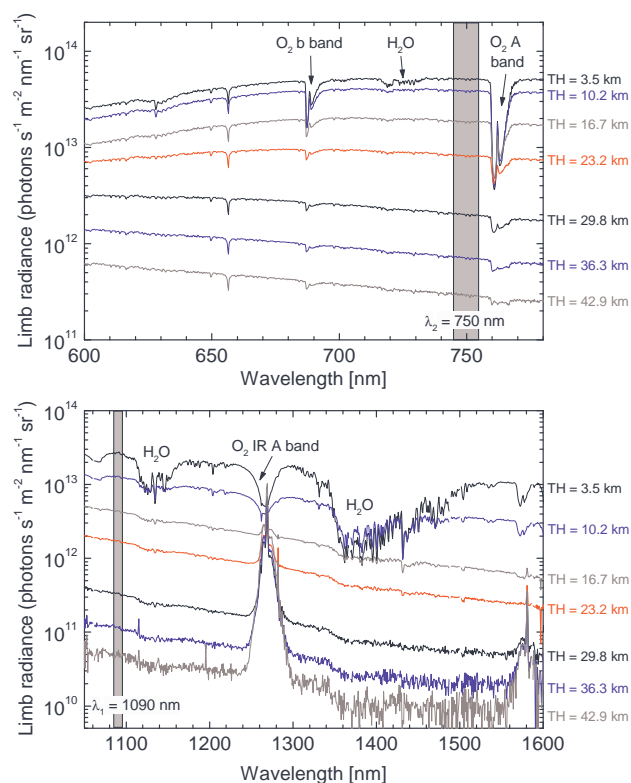 10¹⁴
10¹³
10¹²
10¹¹
Limb radiance (photons s⁻¹ m⁻² nm⁻¹ sr¹)
O₂ b band
H₂O
O₂ A
band
TH = 3.5 km
TH = 10.2 km
TH = 16.7 km
TH = 23.2 km
TH = 29.8 km
TH = 36.3 km
TH = 42.9 km
λ₂ = 750 nm
600 650 700 750
Wavelength [nm]
10¹⁴
10¹³
10¹²
10¹¹
10¹⁰
Limb radiance (photons s⁻¹ m⁻² nm⁻¹ sr¹)
H₂O
O₂ IR A band
H₂O
TH = 3.5 km
TH = 10.2 km
TH = 16.7 km
TH = 23.2 km
TH = 29.8 km
TH = 36.3 km
TH = 42.9 km
λ₁ = 1090 nm
1100 1200 1300 1400 1500 1600
Wavelength [nm]